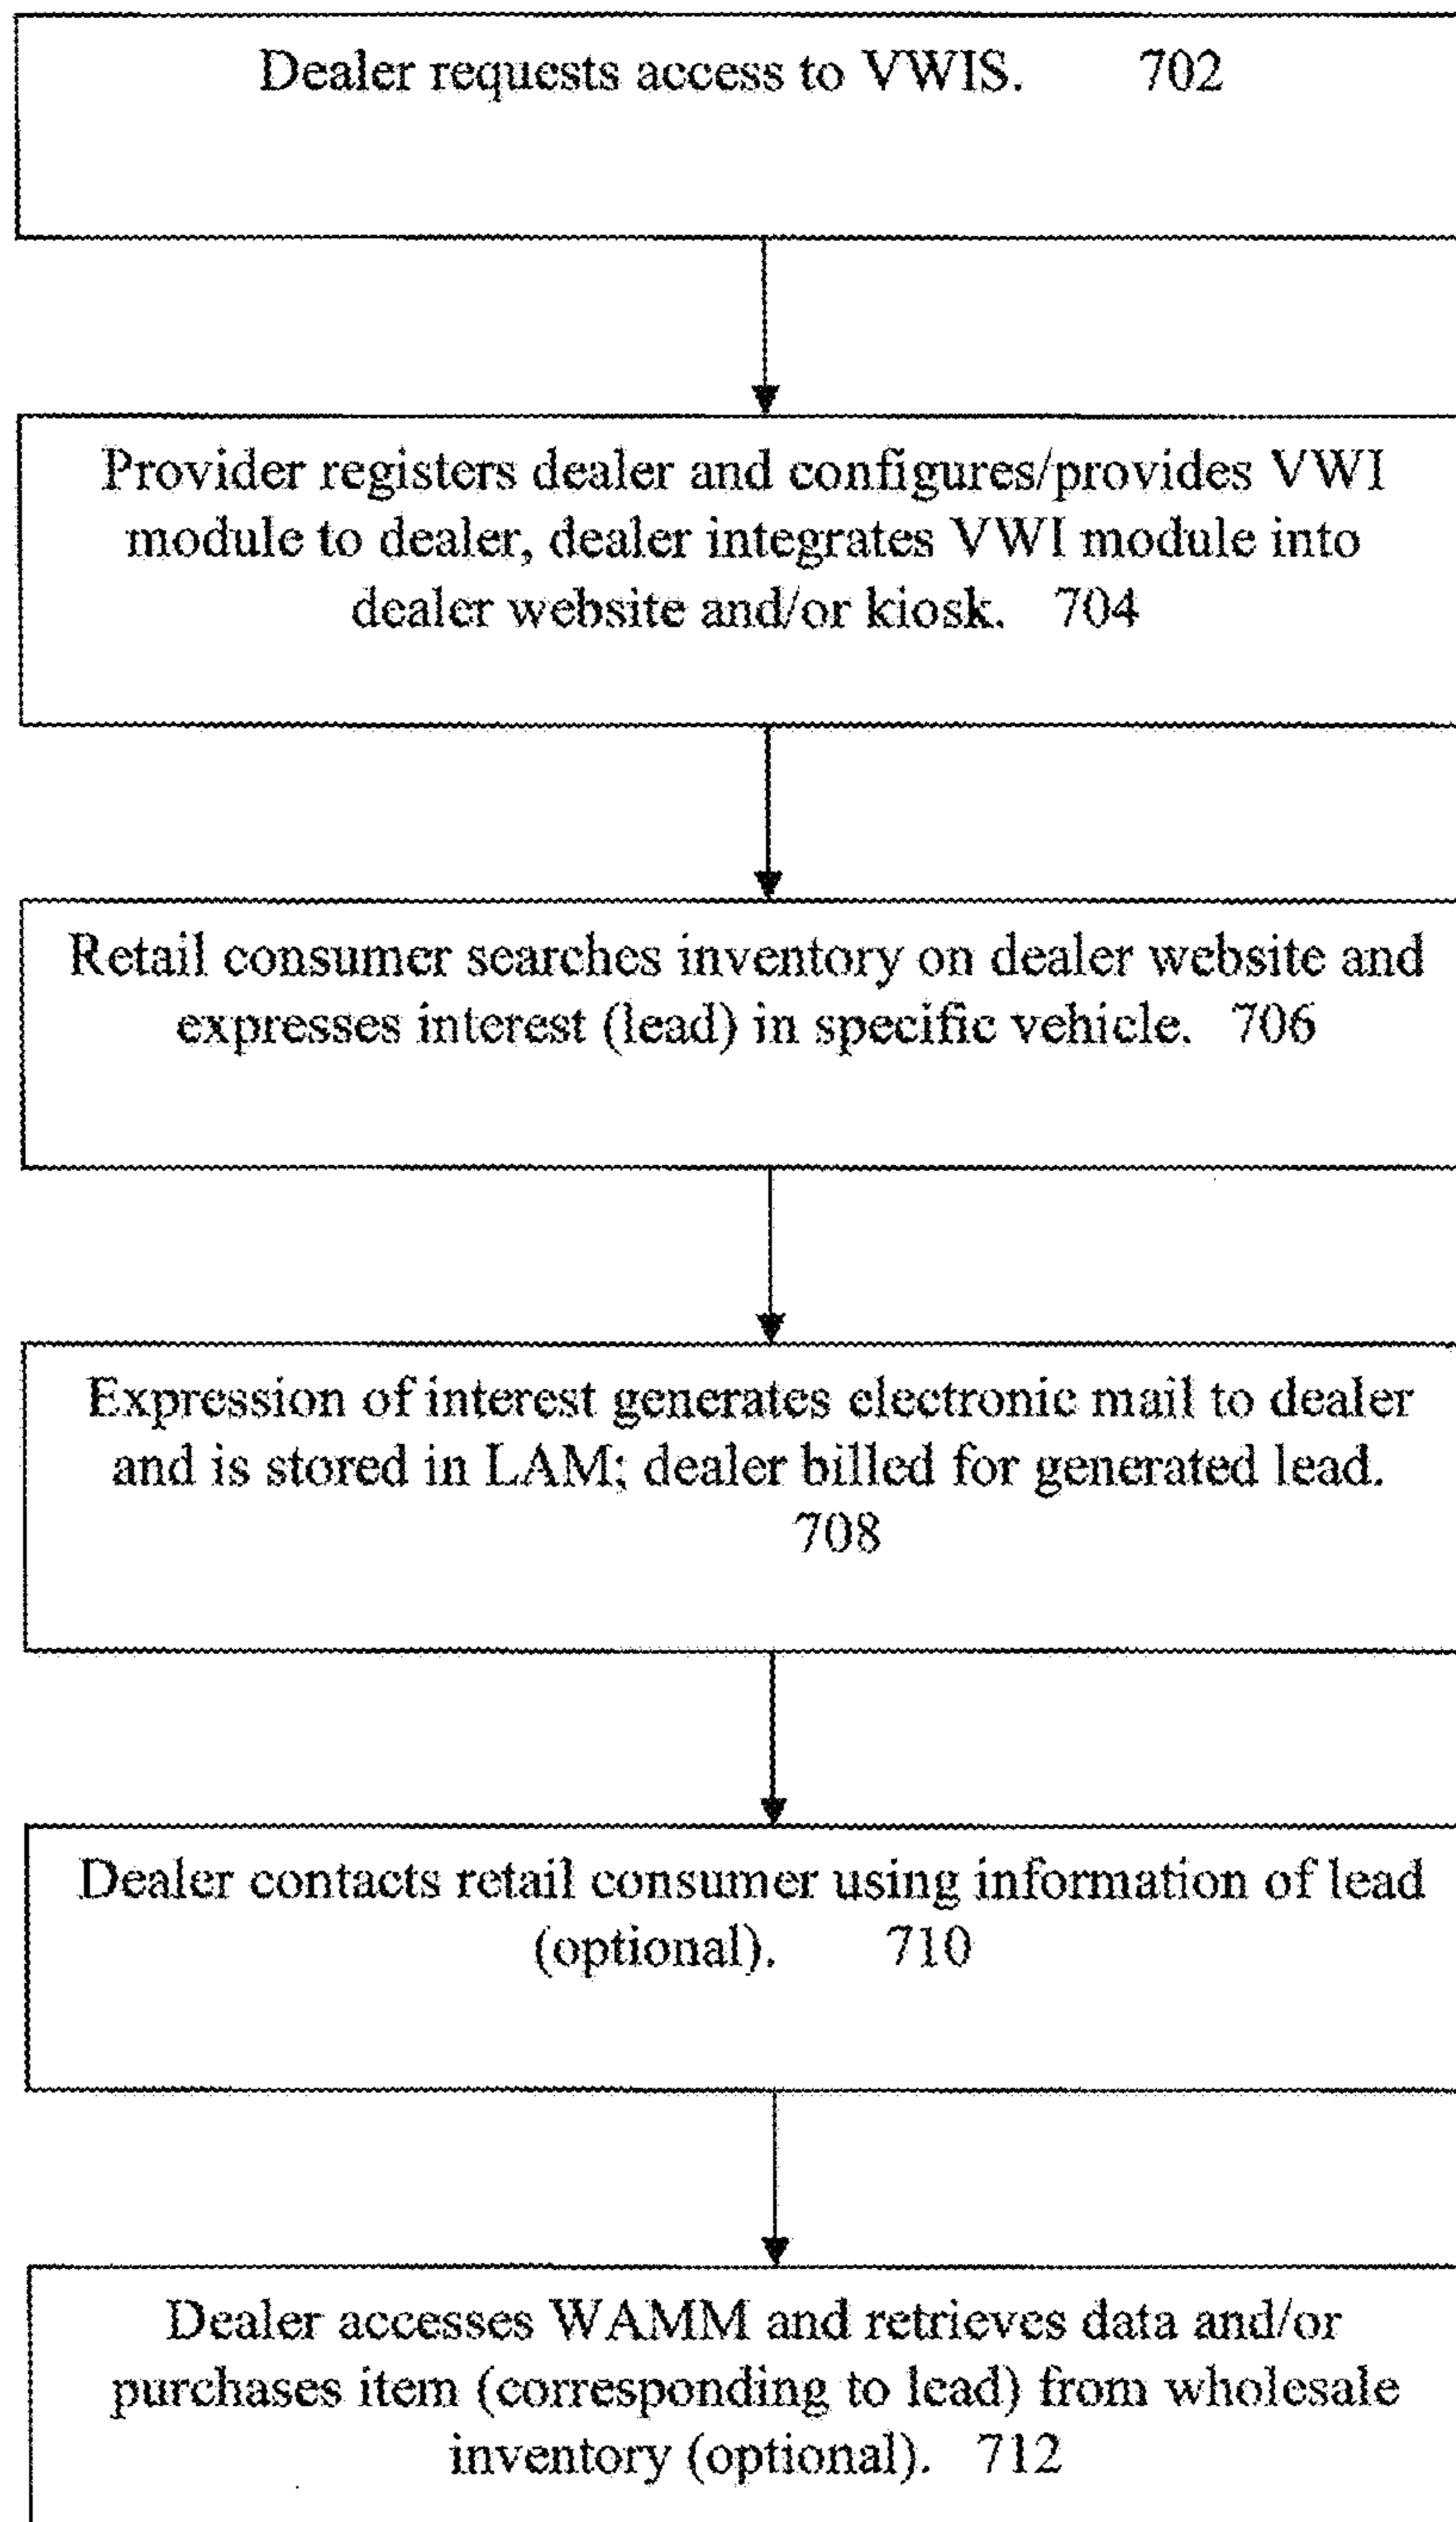 Dealer requests access to VWIS. 702
Provider registers dealer and configures/provides VWI
module to dealer, dealer integrates VWI module into
dealer website and/or kiosk. 704
Retail consumer searches inventory on dealer website and
expresses interest (lead) in specific vehicle. 706
Expression of interest generates electronic mail to dealer
and is stored in LAM; dealer billed for generated lead.
708
Dealer contacts retail consumer using information of lead
(optional). 710
Dealer accesses WAMM and retrieves data and/or
purchases item (corresponding to lead) from wholesale
inventory (optional). 712